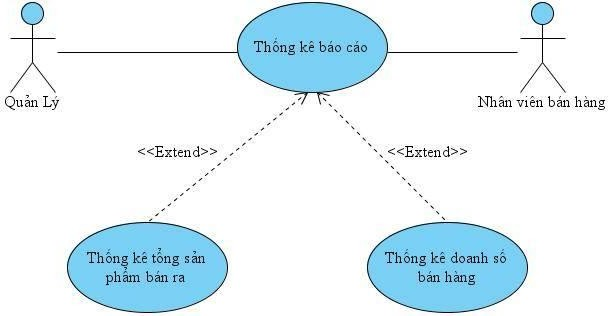 Thống kê báo cáo
Quản Lý
Nhân viên bán hàng
<<Extend>>
<<Extend>>
Thống kê tổng sản
phẩm bán ra
Thống kê doanh số
bán hàng